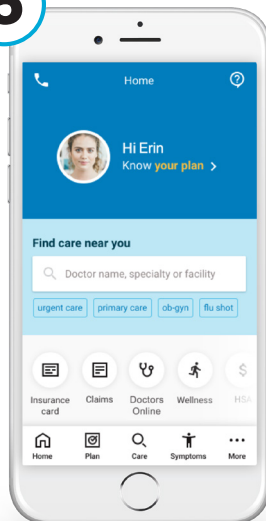 Home
Hi Erin
Know your plan >
Find care near you
Doctor name, specialty or facility
urgent care primary care ob-gyn flu shot
Insurance card
Claims
Doctors Online
Wellness
HSA
Home Plan Care Symptoms More